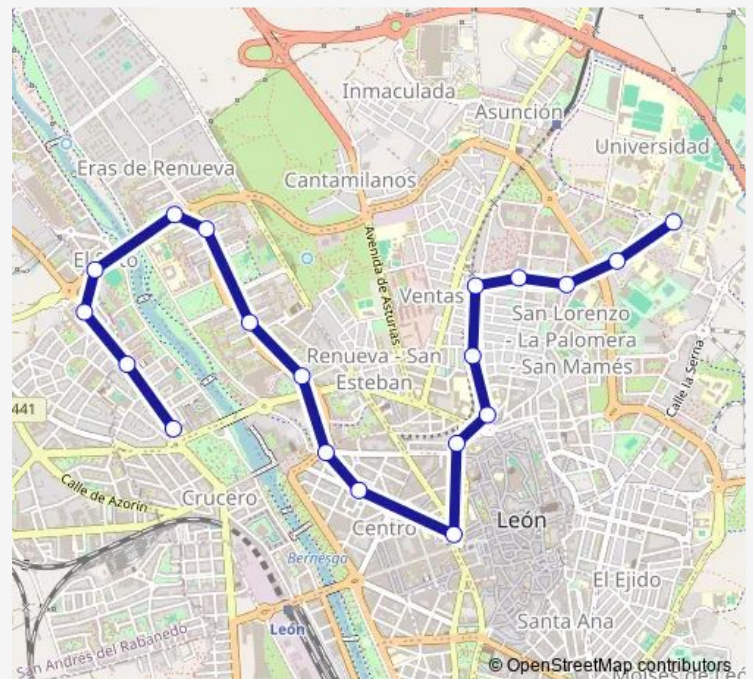 Inmaculada
Asunción
Universidad
Eras de Renueva
Cantamilanos
Avenida de Asturias
Ventas
San Lorenzo
- La Palomera
San Mamés
Renueva - San
Esteban
Calle la Serna
441
Calle de Azorín
Crucero
Centro
León
Bernesga
El Ejido
León
Santa Ana
San Andrés del Rabanedo
© OpenStreetMap contributors